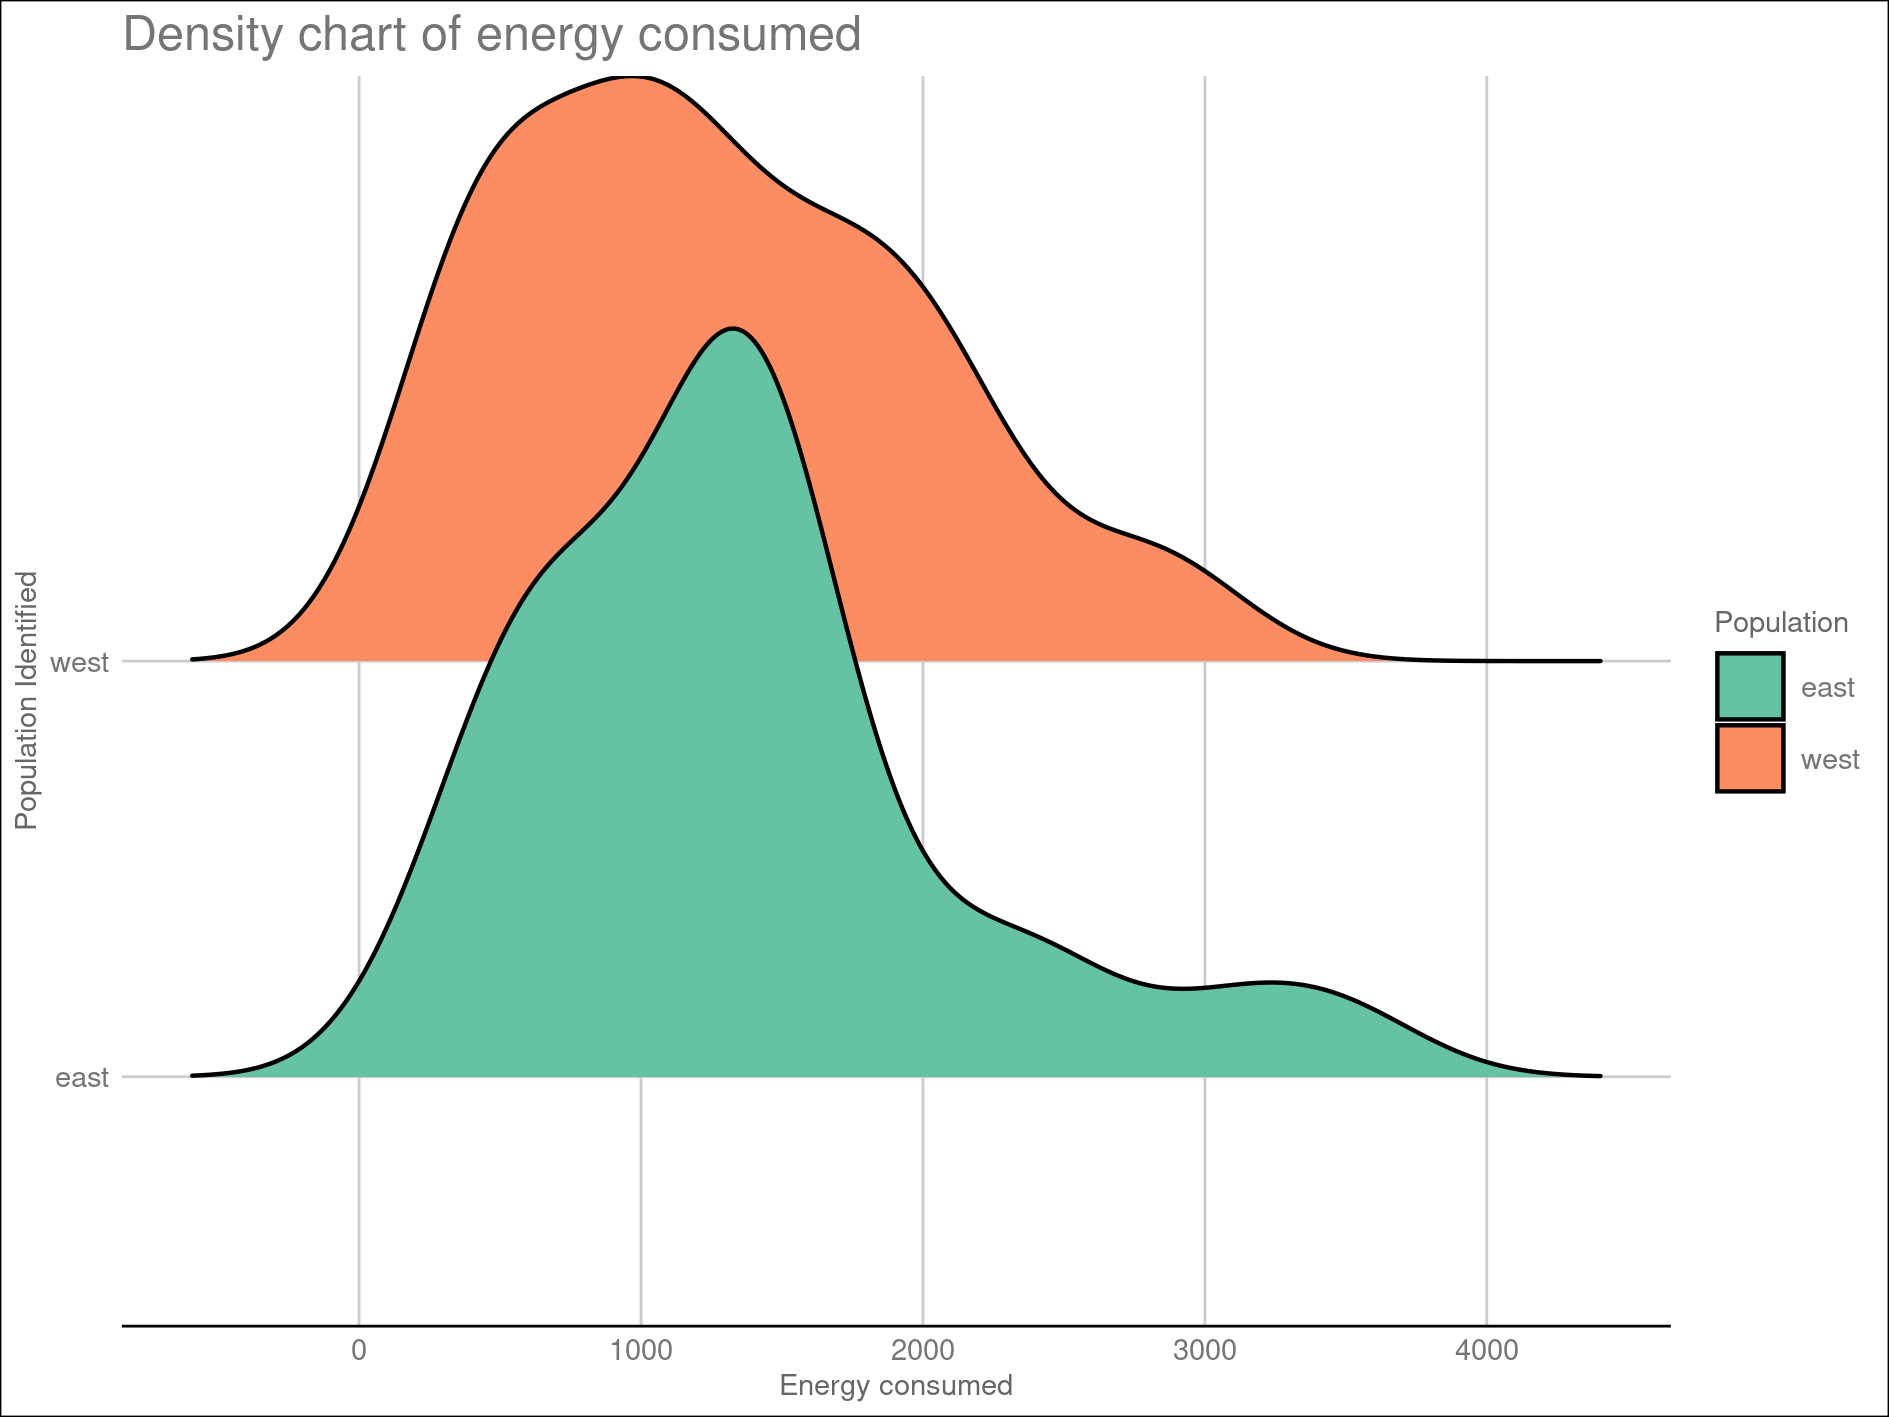 Density chart of energy consumed
Population Identified
west
east
0 1000 2000 3000 4000
Energy consumed
Population
east
west